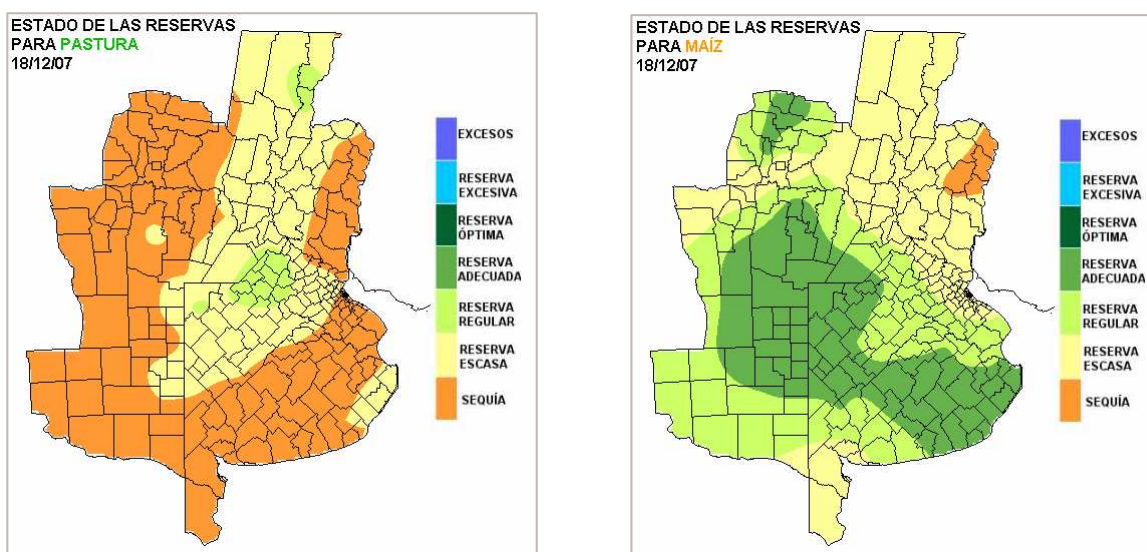 ESTADO DE LAS RESERVAS
PARA PASTURA
18/12/07
EXCESOS
RESERVA
EXCESIVA
RESERVA
ÓPTIMA
RESERVA
ADECUADA
RESERVA
REGULAR
RESERVA
ESCASA
SEQUÍA
ESTADO DE LAS RESERVAS
PARA MAÍZ
18/12/07
EXCESOS
RESERVA
EXCESIVA
RESERVA
ÓPTIMA
RESERVA
ADECUADA
RESERVA
REGULAR
RESERVA
ESCASA
SEQUÍA